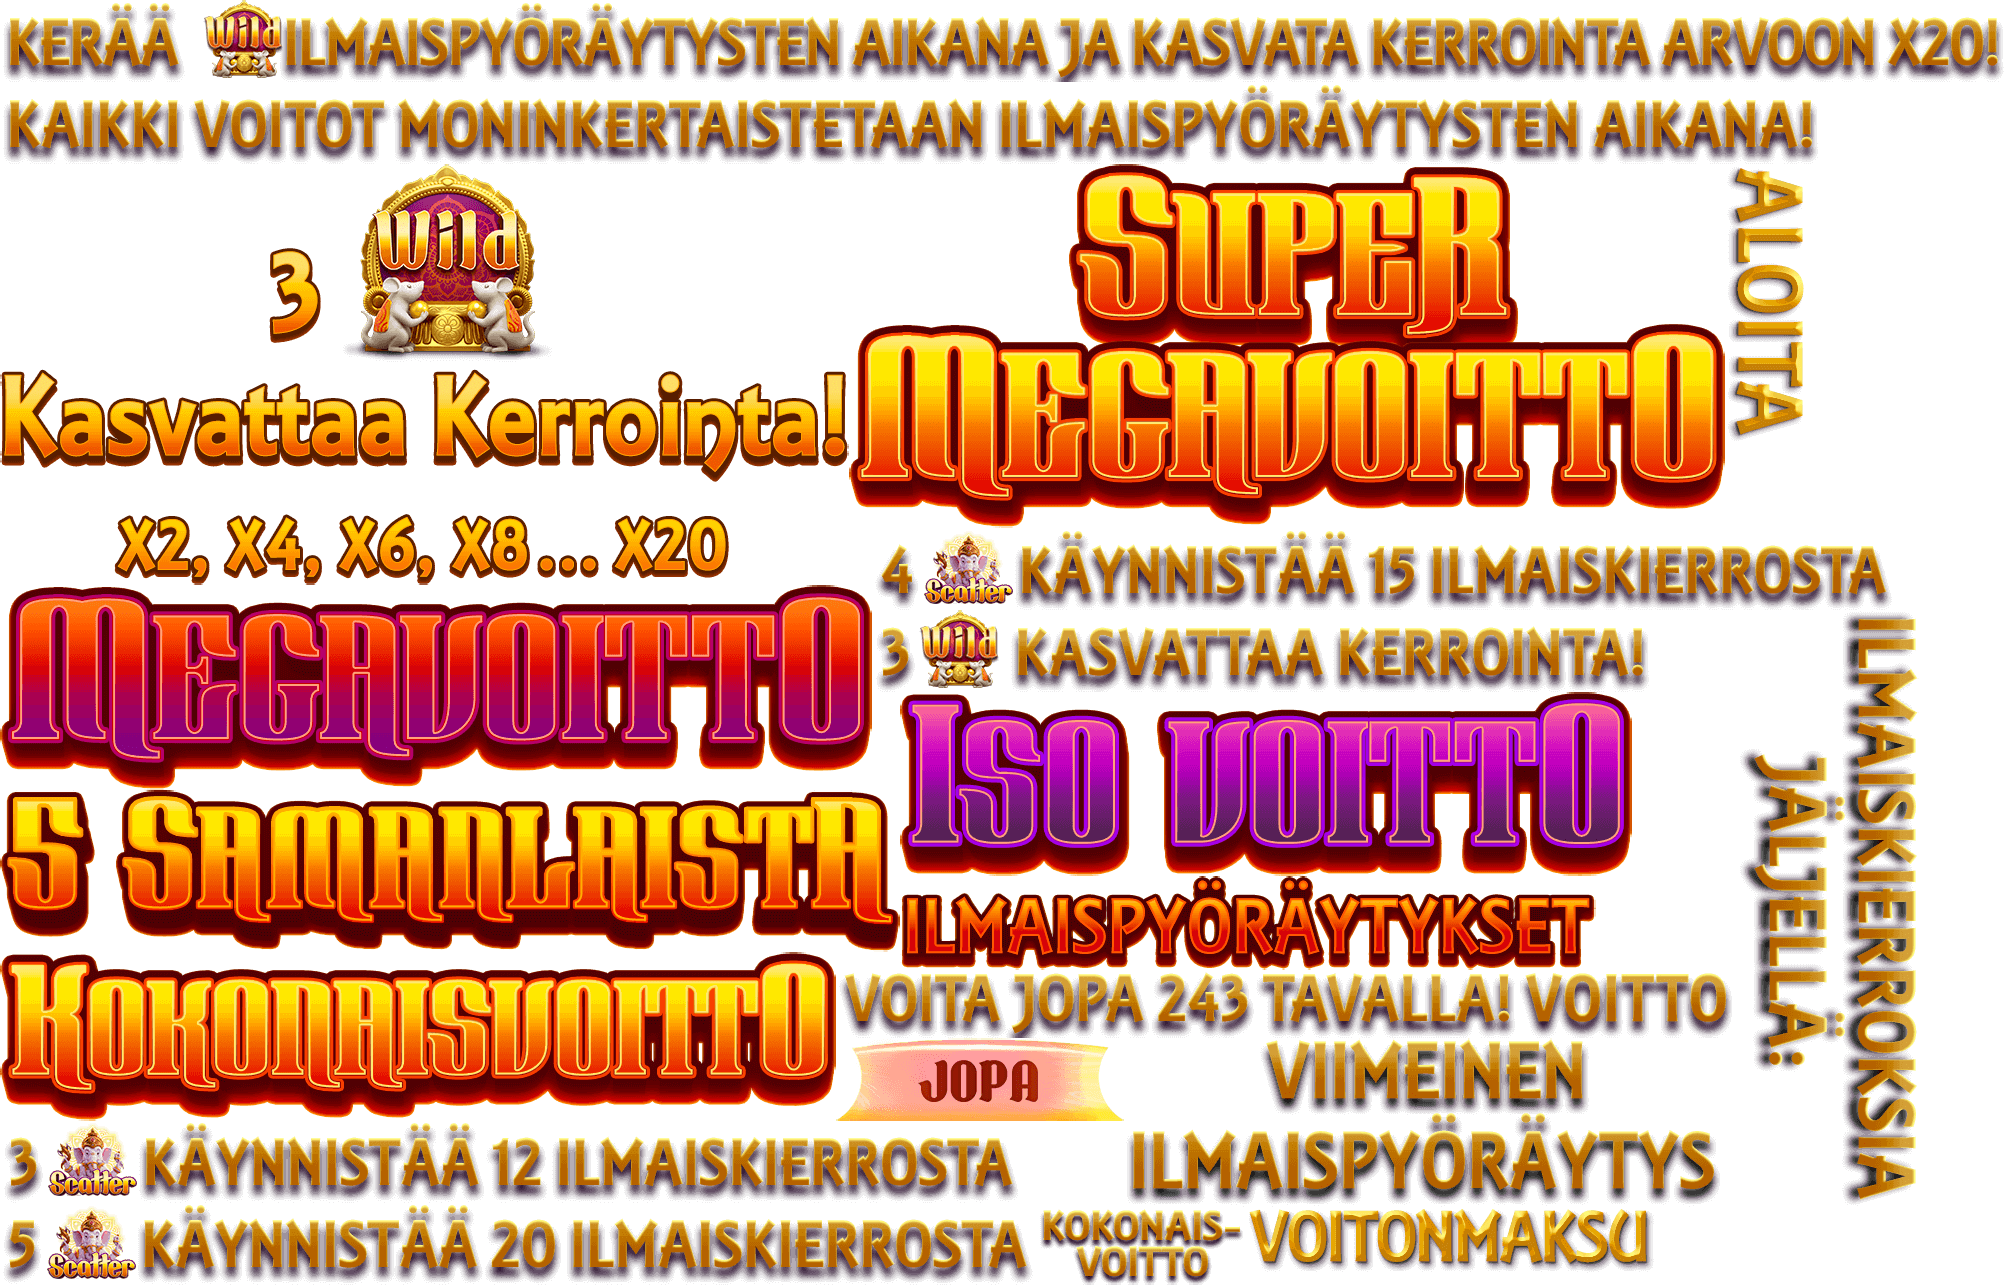 KERÄÄ Wild ILMAISPYÖRÄYTYSTEN AIKANA JA KASVATA KERROINTA ARVOON X20!
KAIKKI VOITOT MONINKERTAISTETAAN ILMAISPYÖRÄYTYSTEN AIKANA!
3 Wild
Kasvattaa Kerrointa!
X2, X4, X6, X8... X20
SUPER
MEGAVOITTO
ALOITA
4 Scatter KÄYNNISTÄÄ 15 ILMAISKIERROSTA
3 Wild KASVATTAA KERROINTA!
MEGAVOITTO
ISO VOITTO
ILMAISKIERROKSIA
JÄLJELLÄ:
5 SAMANLAISTA
ILMAISPYÖRÄYTYKSET
KOKONAISVOITTO
VOITA JOPA 243 TAVALLA! VOITTO
JOPA
VIIMEINEN
ILMAISPYÖRÄYTYS
3 Scatter KÄYNNISTÄÄ 12 ILMAISKIERROSTA
5 Scatter KÄYNNISTÄÄ 20 ILMAISKIERROSTA
KOKONAIS-
VOITTO
VOITONMAKSU